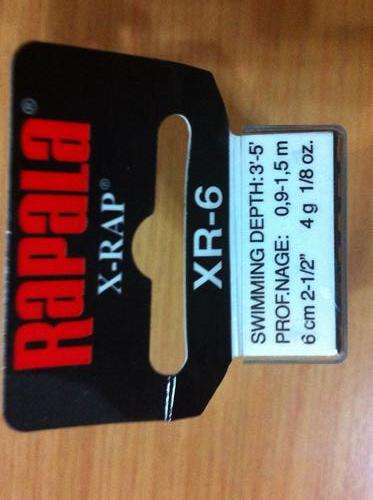 Rapala®
X-RAP®
XR-6
SWIMMING DEPTH: 3'-5'
PROF.NAGE: 0,9-1,5 m
6 cm 2-1/2" 4 g 1/8 oz.